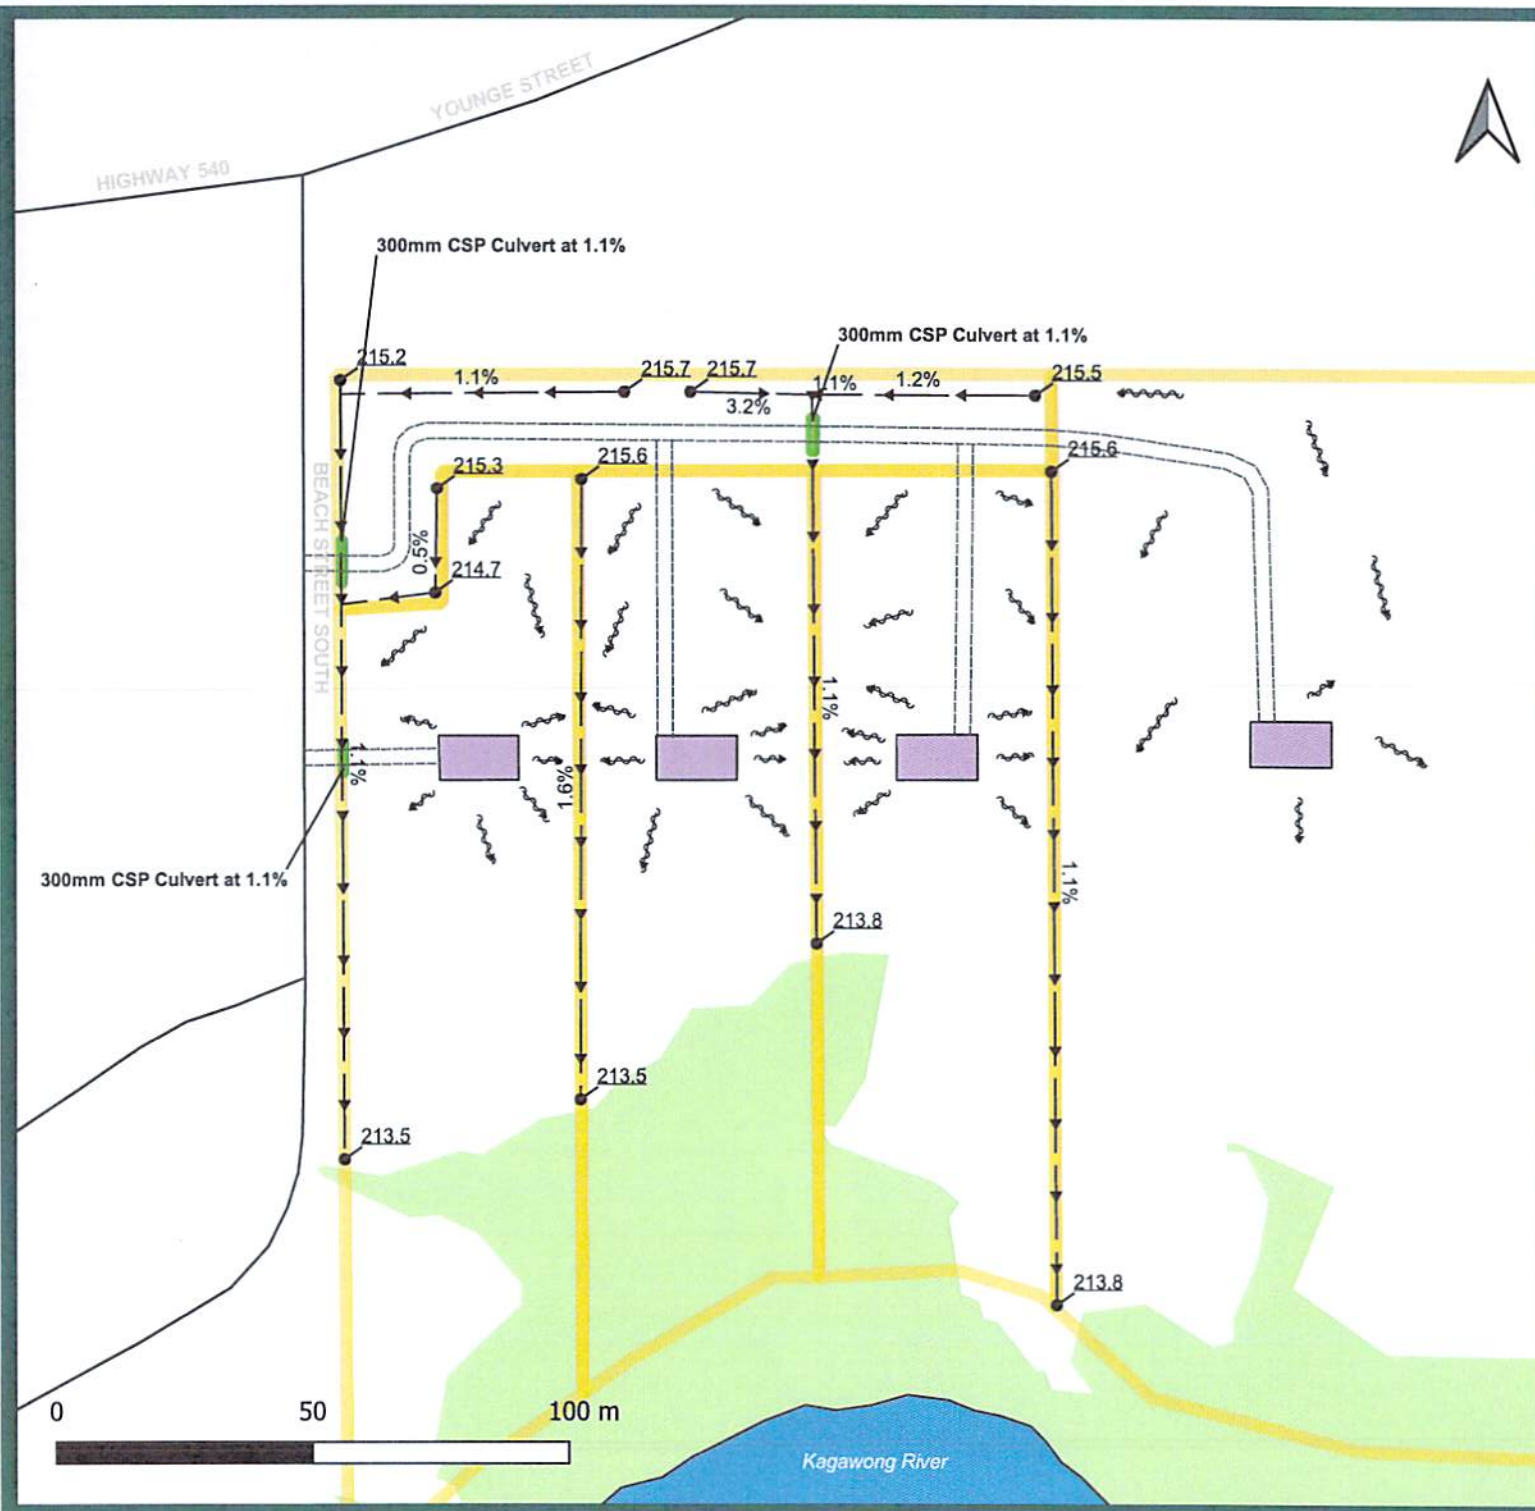 YOUNGE STREET
HIGHWAY 540
300mm CSP Culvert at 1.1%
300mm CSP Culvert at 1.1%
215.2
215.7
215.7
215.5
1.1%
1.1%
1.2%
3.2%
215.3
215.6
215.6
BEACH STREET SOUTH
0.5%
214.7
1.1%
1.1%
1.6%
1.1%
300mm CSP Culvert at 1.1%
213.8
213.5
213.5
213.8
0
50
100 m
Kagawong River